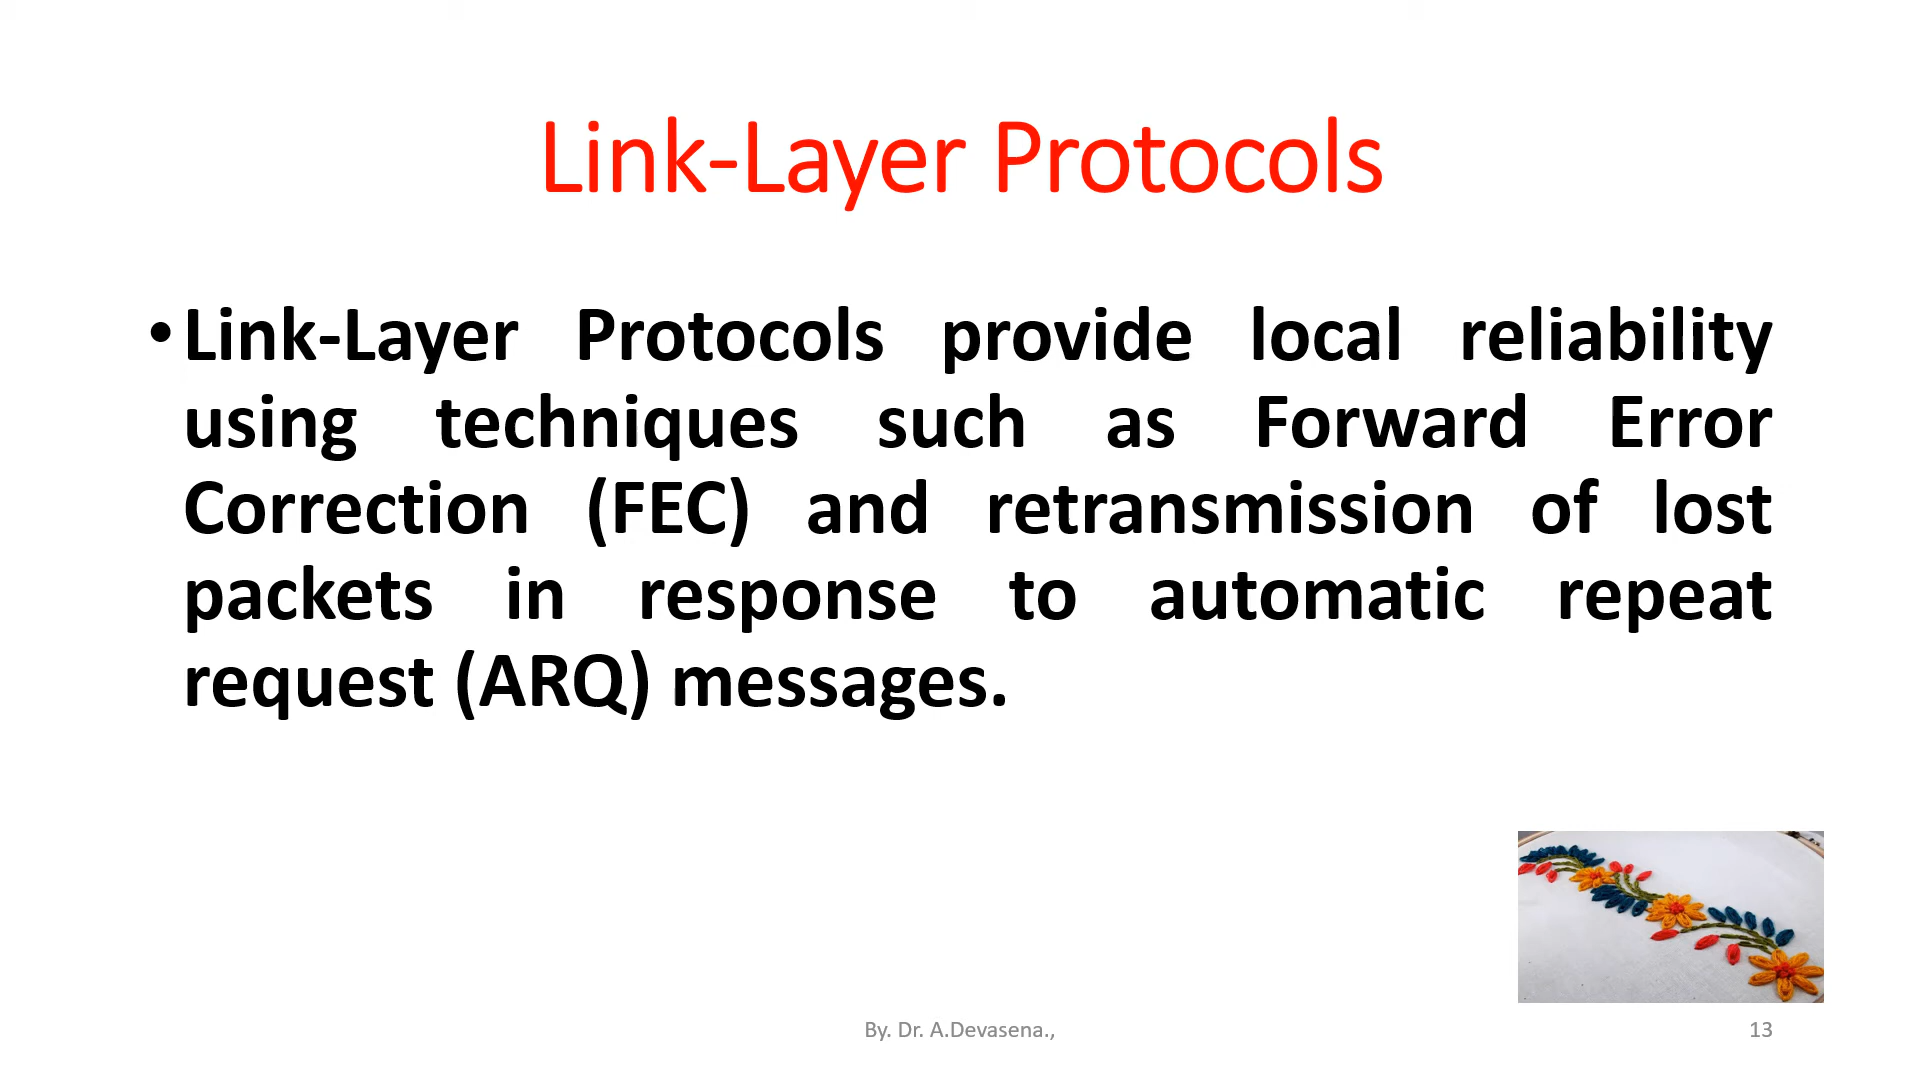 Link-Layer Protocols
•Link-Layer Protocols provide local reliability
using techniques such as Forward Error
Correction (FEC) and retransmission of lost
packets in response to automatic repeat
request (ARQ) messages.
By. Dr. A.Devasena.,
13